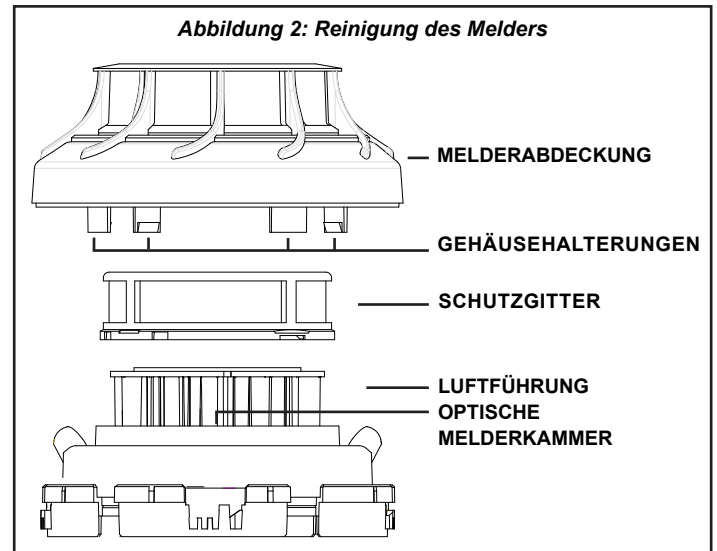 Abbildung 2: Reinigung des Melders
MELDERABDECKUNG
GEHÄUSEHALTERUNGEN
SCHUTZGITTER
LUFTFÜHRUNG
OPTISCHE
MELDERKAMMER